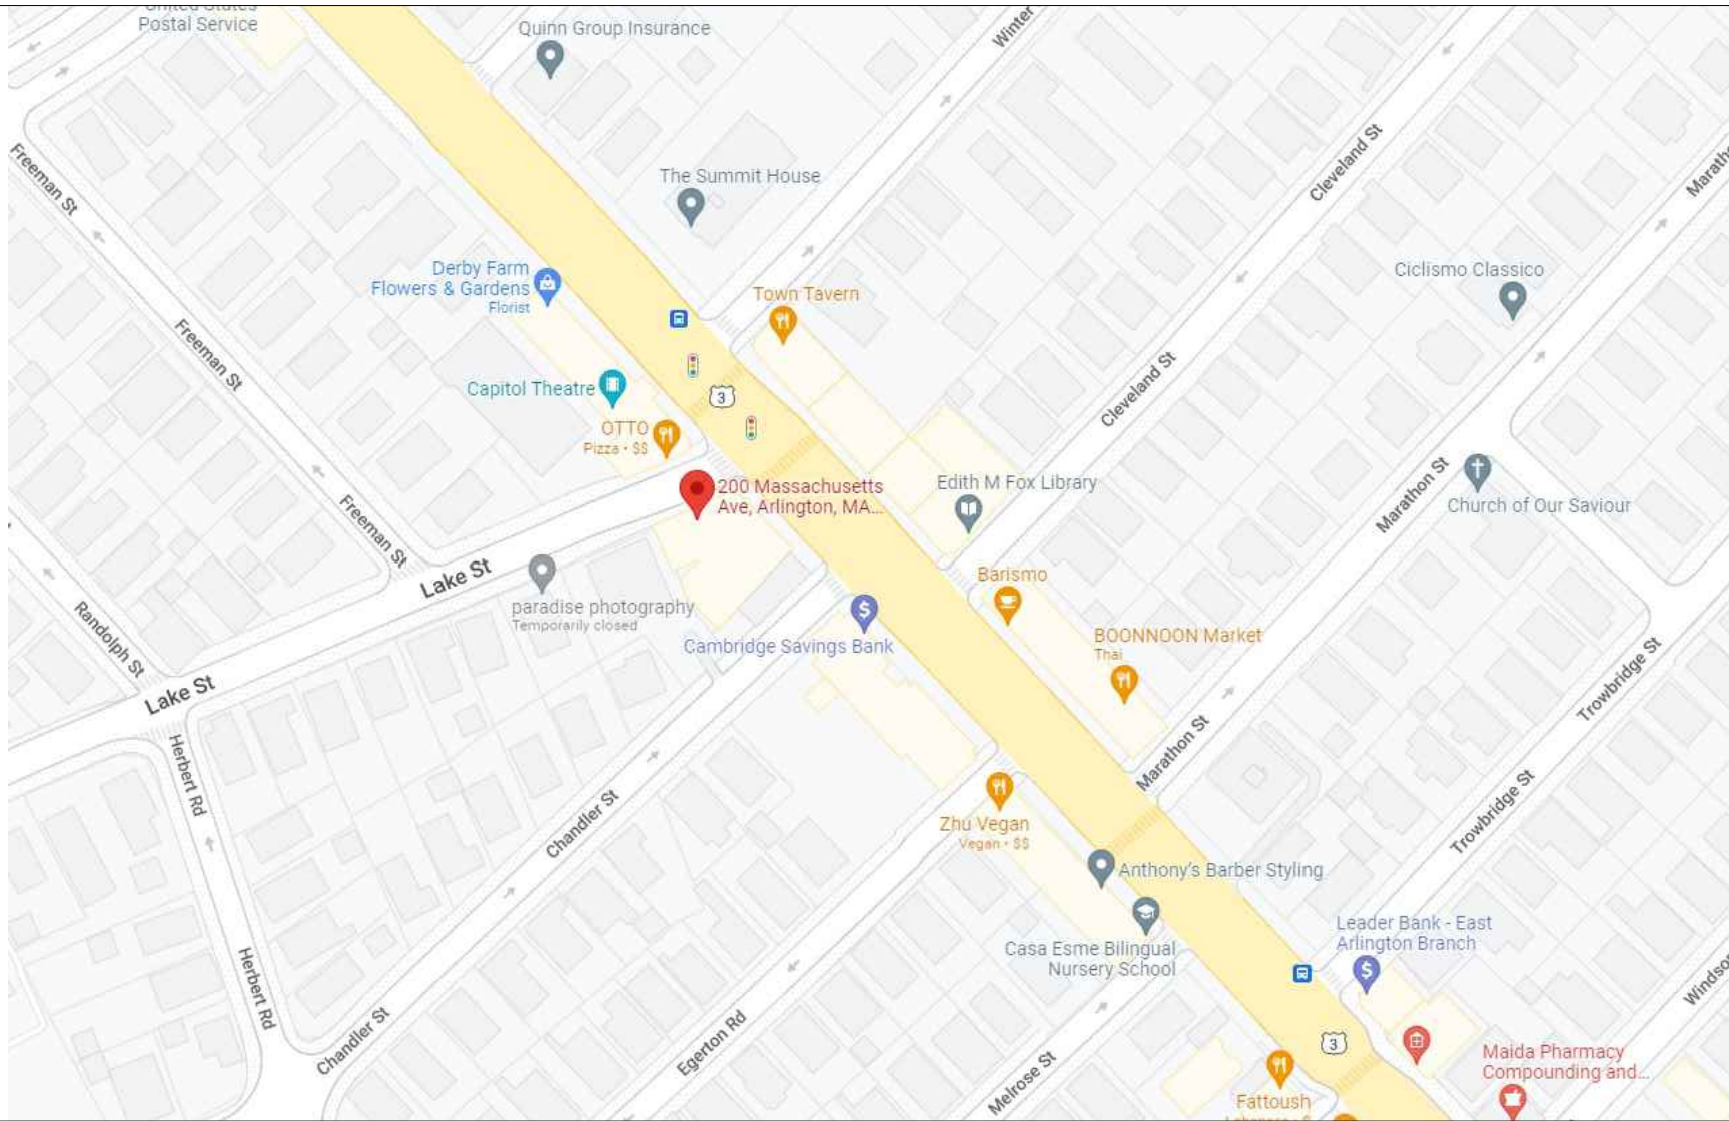 United States
Postal Service
Quinn Group Insurance
Winter
The Summit House
Cleveland St
Freeman St
Derby Farm
Flowers & Gardens
Florist
Town Tavern
Ciclismo Classico
Freeman St
3
Capitol Theatre
Cleveland St
OTTO
Pizza • $$
200 Massachusetts
Ave, Arlington, MA...
Edith M Fox Library
Marathon St
Church of Our Saviour
Freeman St
Lake St
paradise photography
Temporarily closed
Barismo
BOONNOON Market
Thai
Cambridge Savings Bank
Randolph St
Lake St
Trowbridge St
Marathon St
Herbert Rd
Chandler St
Zhu Vegan
Vegan • $$
Trowbridge St
Anthony's Barber Styling
Leader Bank - East
Arlington Branch
Casa Esme Bilingual
Nursery School
Herbert Rd
Chandler St
Egerton Rd
Melrose St
3
Maida Pharmacy
Compounding and...
Fattoush